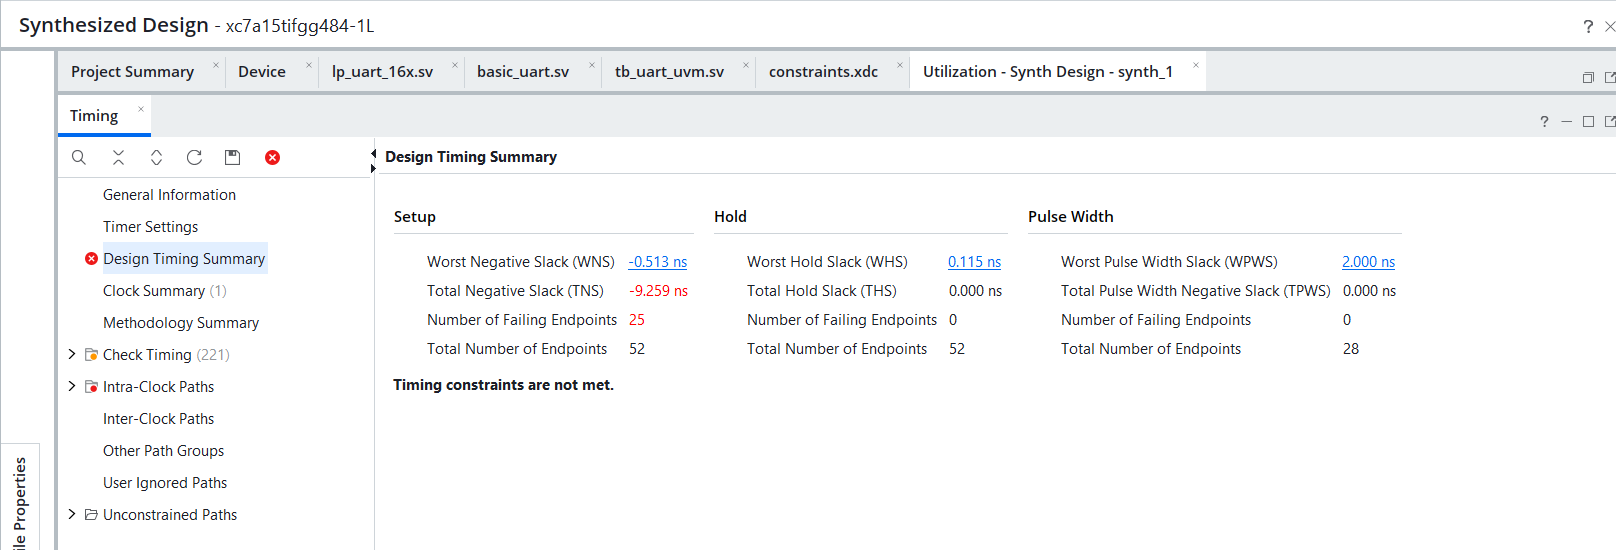 Synthesized Design - xc7a15tifgg484-1L
Project Summary
Device
lp_uart_16x.sv
basic_uart.sv
tb_uart_uvm.sv
constraints.xdc
Utilization - Synth Design - synth_1
Timing
General Information
Timer Settings
Design Timing Summary
Clock Summary (1)
Methodology Summary
Check Timing (221)
Intra-Clock Paths
Inter-Clock Paths
Other Path Groups
User Ignored Paths
Unconstrained Paths
Design Timing Summary
Setup
Worst Negative Slack (WNS) -0.513 ns
Total Negative Slack (TNS) -9.259 ns
Number of Failing Endpoints 25
Total Number of Endpoints 52
Hold
Worst Hold Slack (WHS) 0.115 ns
Total Hold Slack (THS) 0.000 ns
Number of Failing Endpoints 0
Total Number of Endpoints 52
Pulse Width
Worst Pulse Width Slack (WPWS) 2.000 ns
Total Pulse Width Negative Slack (TPWS) 0.000 ns
Number of Failing Endpoints 0
Total Number of Endpoints 28
Timing constraints are not met.
ile Properties